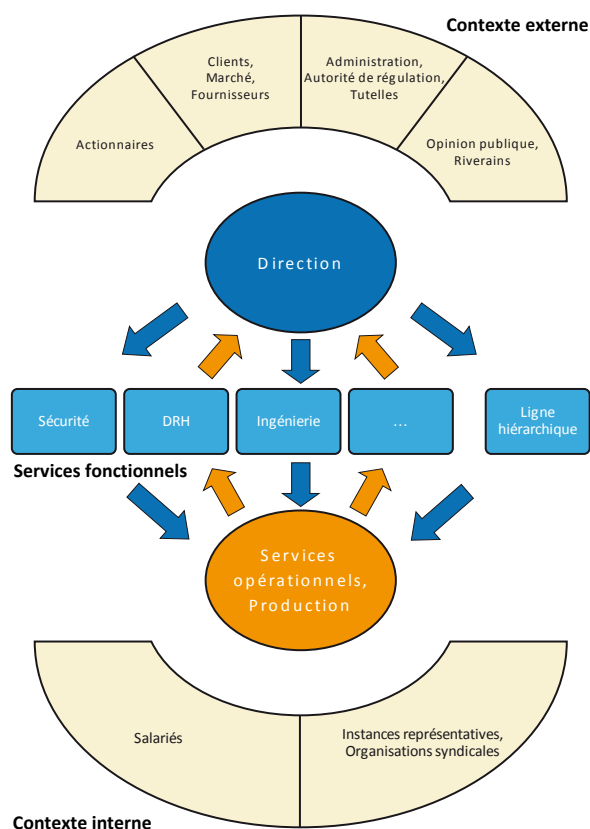 Contexte externe
Clients,
Marché,
Fournisseurs
Administration,
Autorité de régulation,
Tutelles
Actionnaires
Opinion publique,
Riverains
Direction
Sécurité
DRH
Ingénierie
...
Ligne
hiérarchique
Services fonctionnels
Services
opérationnels,
Production
Salariés
Instances représentatives,
Organisations syndicales
Contexte interne